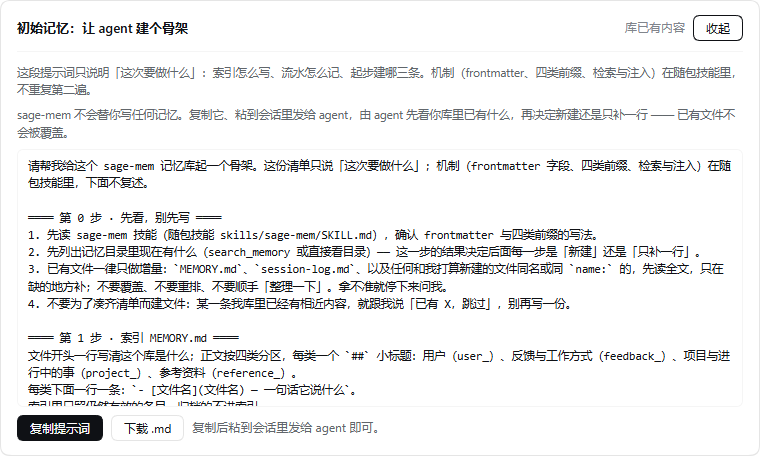 初始记忆：让 agent 建个骨架
库已有内容
收起
这段提示词只说明「这次要做什么」：索引怎么写、流水怎么记、起步建哪三条。机制（frontmatter、四类前缀、检索与注入）在随包技能里，
不重复第二遍。
sage-mem 不会替你写任何记忆。复制它、粘到会话里发给 agent，由 agent 先看你库里已有什么，再决定新建还是只补一行 —— 已有文件不
会被覆盖。
请帮我给这个 sage-mem 记忆库起一个骨架。这份清单只说「这次要做什么」；机制（frontmatter 字段、四类前缀、检索与注入）在随
包技能里，下面不复述。
════ 第 0 步 · 先看，别先写 ════
1. 先读 sage-mem 技能（随包技能 skills/sage-mem/SKILL.md），确认 frontmatter 与四类前缀的写法。
2. 先列出记忆目录里现在有什么（search_memory 或直接看目录）—— 这一步的结果决定后面每一步是「新建」还是「只补一行」。
3. 已有文件一律只做增量：`MEMORY.md`、`session-log.md`、以及任何和我打算新建的文件同名或同 `name:` 的，先读全文，只在
缺的地方补；不要覆盖、不要重排、不要顺手「整理一下」。拿不准就停下来问我。
4. 不要为了凑齐清单而建文件：某一条我库里已经有相近内容，就跟我说「已有 X，跳过」，别再写一份。
════ 第 1 步 · 索引 MEMORY.md ════
文件开头一行写清这个库是什么；正文按四类分区，每类一个 `##` 小标题：用户（user_）、反馈与工作方式（feedback_）、项目与进
行中的事（project_）、参考资料（reference_）。
每类下面一行一条：`- [文件名](文件名) — 一句话它说什么`。
复制提示词
下载 .md
复制后粘到会话里发给 agent 即可。